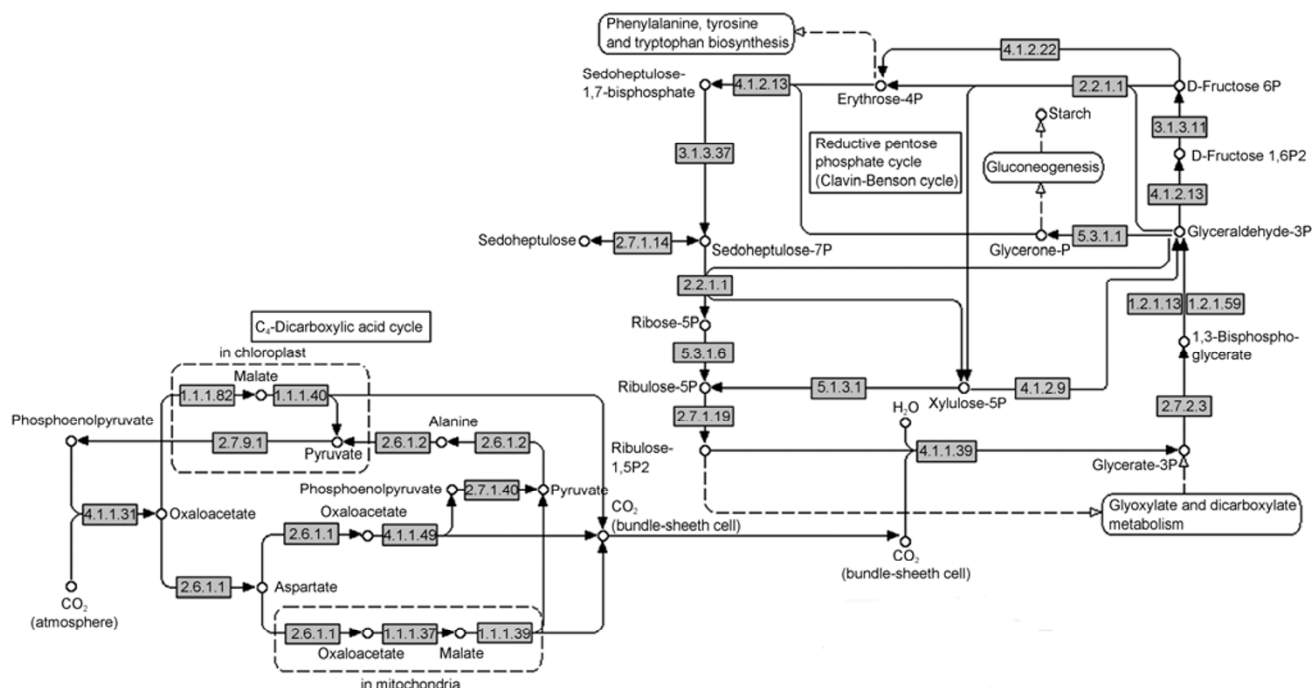 Phenylalanine, tyrosine
and tryptophan biosynthesis
4.1.2.22
Sedoheptulose-
1,7-bisphosphate
4.1.2.13
Erythrose-4P
2.2.1.1
D-Fructose 6P
Starch
3.1.3.11
3.1.3.37
Reductive pentose
phosphate cycle
(Clavin-Benson cycle)
Gluconeogenesis
D-Fructose 1,6P2
4.1.2.13
Sedoheptulose
2.7.1.14
Sedoheptulose-7P
Glycerone-P
5.3.1.1
Glyceraldehyde-3P
2.2.1.1
1.2.1.13
1.2.1.59
Ribose-5P
C₄-Dicarboxylic acid cycle
1,3-Bisphospho-
glycerate
in chloroplast
5.3.1.6
Malate
1.1.1.82
1.1.1.40
Ribulose-5P
5.1.3.1
Xylulose-5P
4.1.2.9
2.7.1.19
H₂O
2.7.2.3
Phosphoenolpyruvate
2.7.9.1
Pyruvate
2.6.1.2
Alanine
2.6.1.2
Ribulose-
1,5P2
4.1.1.39
Glycerate-3P
Phosphoenolpyruvate
2.7.1.40
Pyruvate
4.1.1.31
Oxaloacetate
Oxaloacetate
CO₂
(bundle-sheeth cell)
Glyoxylate and dicarboxylate
metabolism
2.6.1.1
4.1.1.49
CO₂
(bundle-sheeth cell)
2.6.1.1
Aspartate
CO₂
(atmosphere)
2.6.1.1
1.1.1.37
1.1.1.39
Oxaloacetate
Malate
in mitochondria